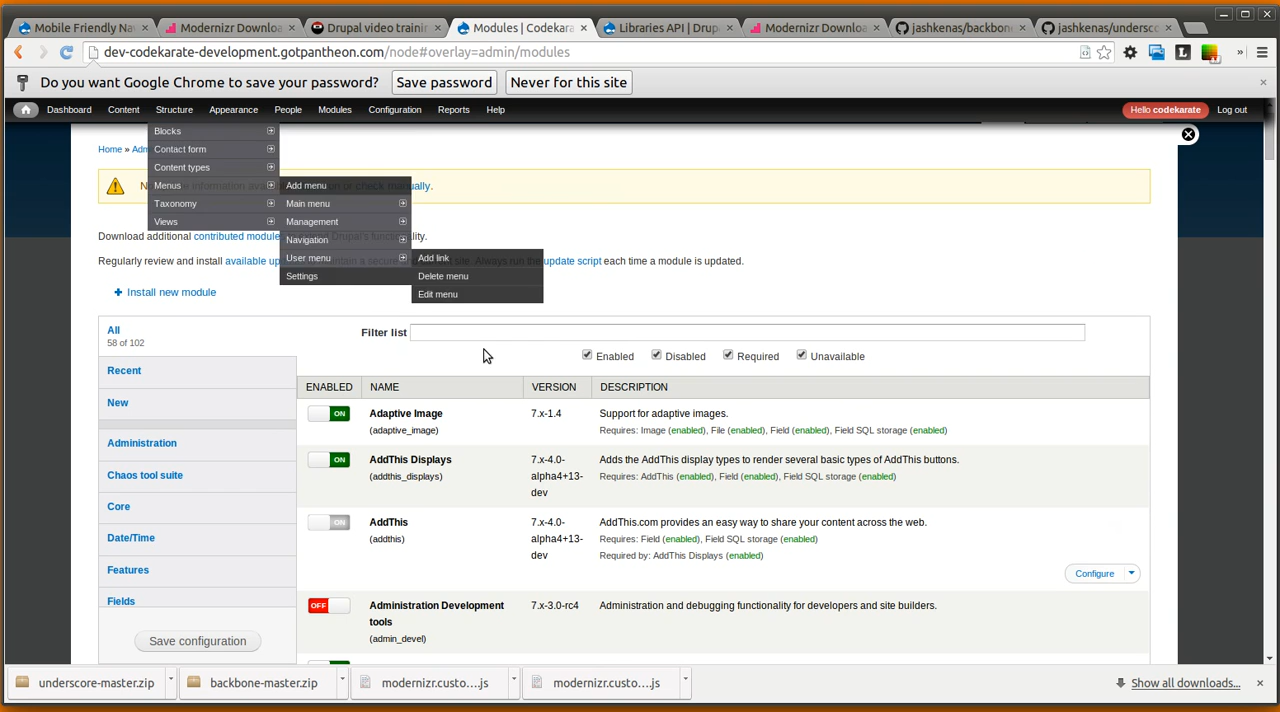 Mobile Friendly Na
Modernizr Downloa
Drupal video trainin
Modules | Codekara
Libraries API | Drup
Modernizr Download
jashkenas/backbone
jashkenas/undersco
dev-codekarate-development.gotpantheon.com/node#overlay=admin/modules
Do you want Google Chrome to save your password?
Save password
Never for this site
Dashboard
Content
Structure
Appearance
People
Modules
Configuration
Reports
Help
Hello codekarate
Log out
Blocks
Home » Adm
Contact form
Content types
Menus
Add menu
or check manually.
Taxonomy
Main menu
Views
Management
Download additional contributed module
Navigation
functionality.
Regularly review and install available up
User menu
Add link
update script each time a module is updated.
Settings
Delete menu
Install new module
Edit menu
All
58 of 102
Filter list
Enabled
Disabled
Required
Unavailable
Recent
New
Administration
Chaos tool suite
Core
Date/Time
Features
Fields
Save configuration
ENABLED NAME VERSION DESCRIPTION
ON Adaptive Image 7.x-1.4 Support for adaptive images.
(adaptive_image) Requires: Image (enabled), File (enabled), Field (enabled), Field SQL storage (enabled)
ON AddThis Displays 7.x-4.0- Adds the AddThis display types to render several basic types of AddThis buttons.
(addthis_displays) alpha4+13- Requires: AddThis (enabled), Field (enabled), Field SQL storage (enabled)
dev
ON AddThis 7.x-4.0- AddThis.com provides an easy way to share your content across the web.
(addthis) alpha4+13- Requires: Field (enabled), Field SQL storage (enabled)
dev Required by: AddThis Displays (enabled)
Configure
OFF Administration Development 7.x-3.0-rc4 Administration and debugging functionality for developers and site builders.
tools
(admin_devel)
underscore-master.zip
backbone-master.zip
modernizr.custo....js
modernizr.custo....js
Show all downloads...